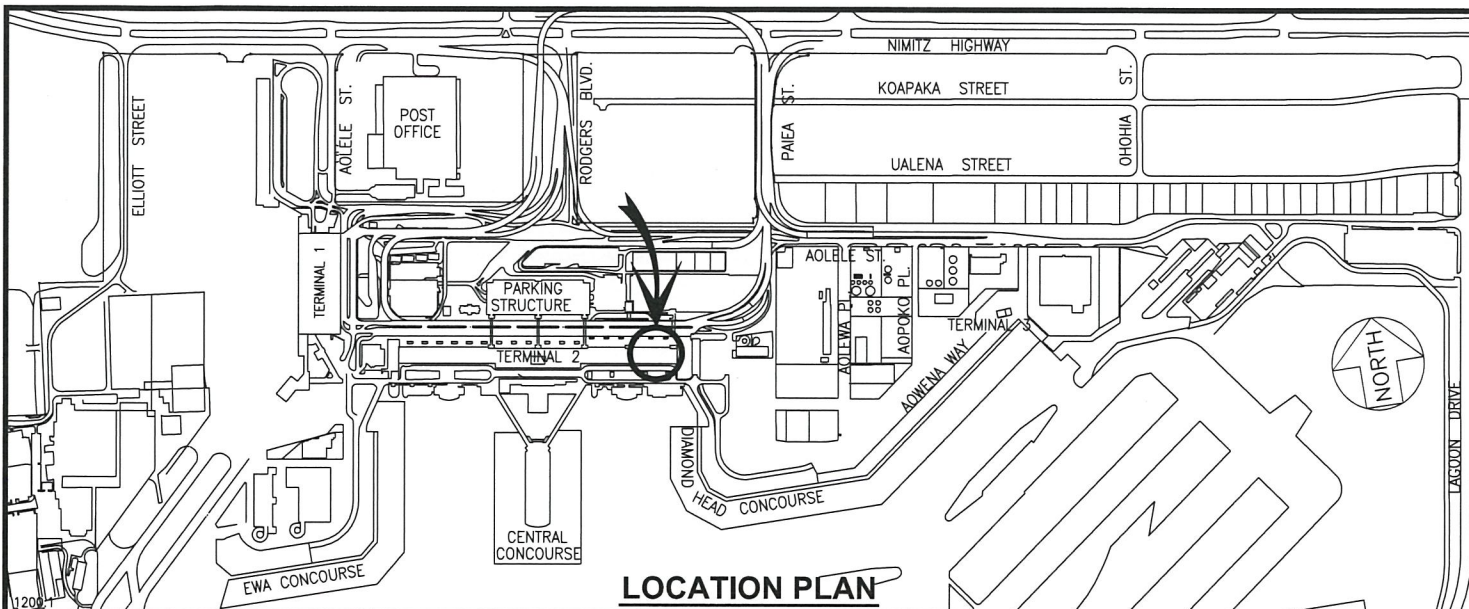 NIMITZ HIGHWAY
KOAPAKA STREET
UALENA STREET
ELLIOTT STREET
AOLELE ST.
POST
OFFICE
RODGERS BLVD.
PAIEA ST.
OHOHIA ST.
TERMINAL 1
PARKING
STRUCTURE
TERMINAL 2
AOLELE ST.
AOLEWA PL.
AOPOKO PL.
TERMINAL 3
AOWENA WAY
NORTH
LAGOON DRIVE
DIAMOND HEAD CONCOURSE
CENTRAL
CONCOURSE
EWA CONCOURSE
LOCATION PLAN